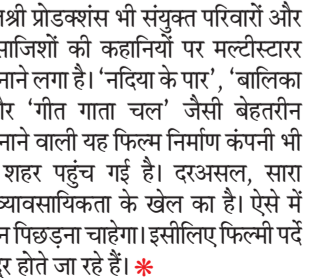 श्री प्रोडक्शंस भी संयुक्त परिवारों और
साजिशों की कहानियों पर मल्टीस्टारर
नाने लगा है। ‘नदिया के पार’, ‘बालिका
र ‘गीत गाता चल’ जैसी बेहतरीन
नाने वाली यह फिल्म निर्माण कंपनी भी
शहर पहुंच गई है। दरअसल, सारा
व्यावसायिकता के खेल का है। ऐसे में
न पिछड़ना चाहेगा। इसीलिए फिल्मी पर्दे
होते जा रहे हैं।